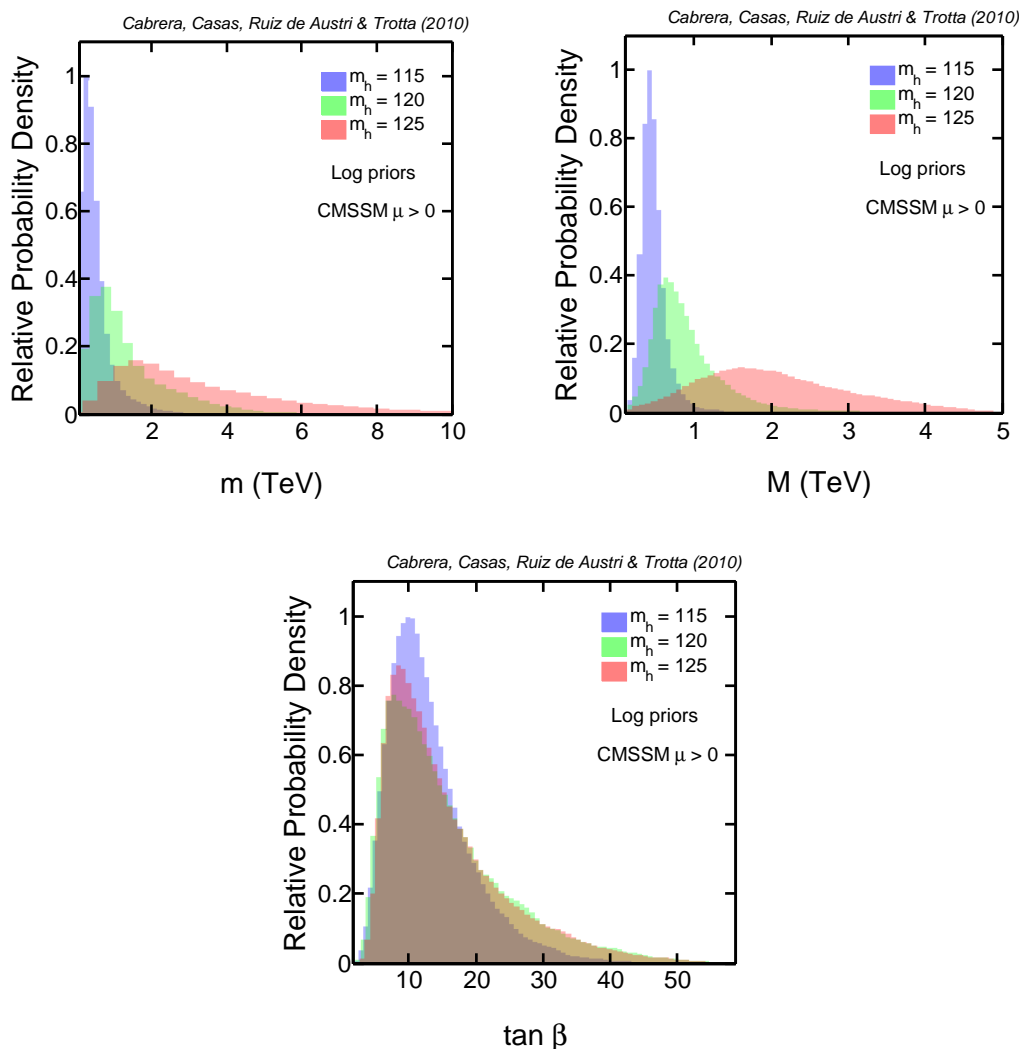 Cabrera, Casas, Ruiz de Austri & Trotta (2010)
Relative Probability Density
1
0.8
0.6
0.4
0.2
0
m_h = 115
m_h = 120
m_h = 125
Log priors
CMSSM μ > 0
2 4 6 8 10
m (TeV)
Cabrera, Casas, Ruiz de Austri & Trotta (2010)
Relative Probability Density
1
0.8
0.6
0.4
0.2
0
m_h = 115
m_h = 120
m_h = 125
Log priors
CMSSM μ > 0
1 2 3 4 5
M (TeV)
Cabrera, Casas, Ruiz de Austri & Trotta (2010)
Relative Probability Density
1
0.8
0.6
0.4
0.2
0
m_h = 115
m_h = 120
m_h = 125
Log priors
CMSSM μ > 0
10 20 30 40 50
tan β